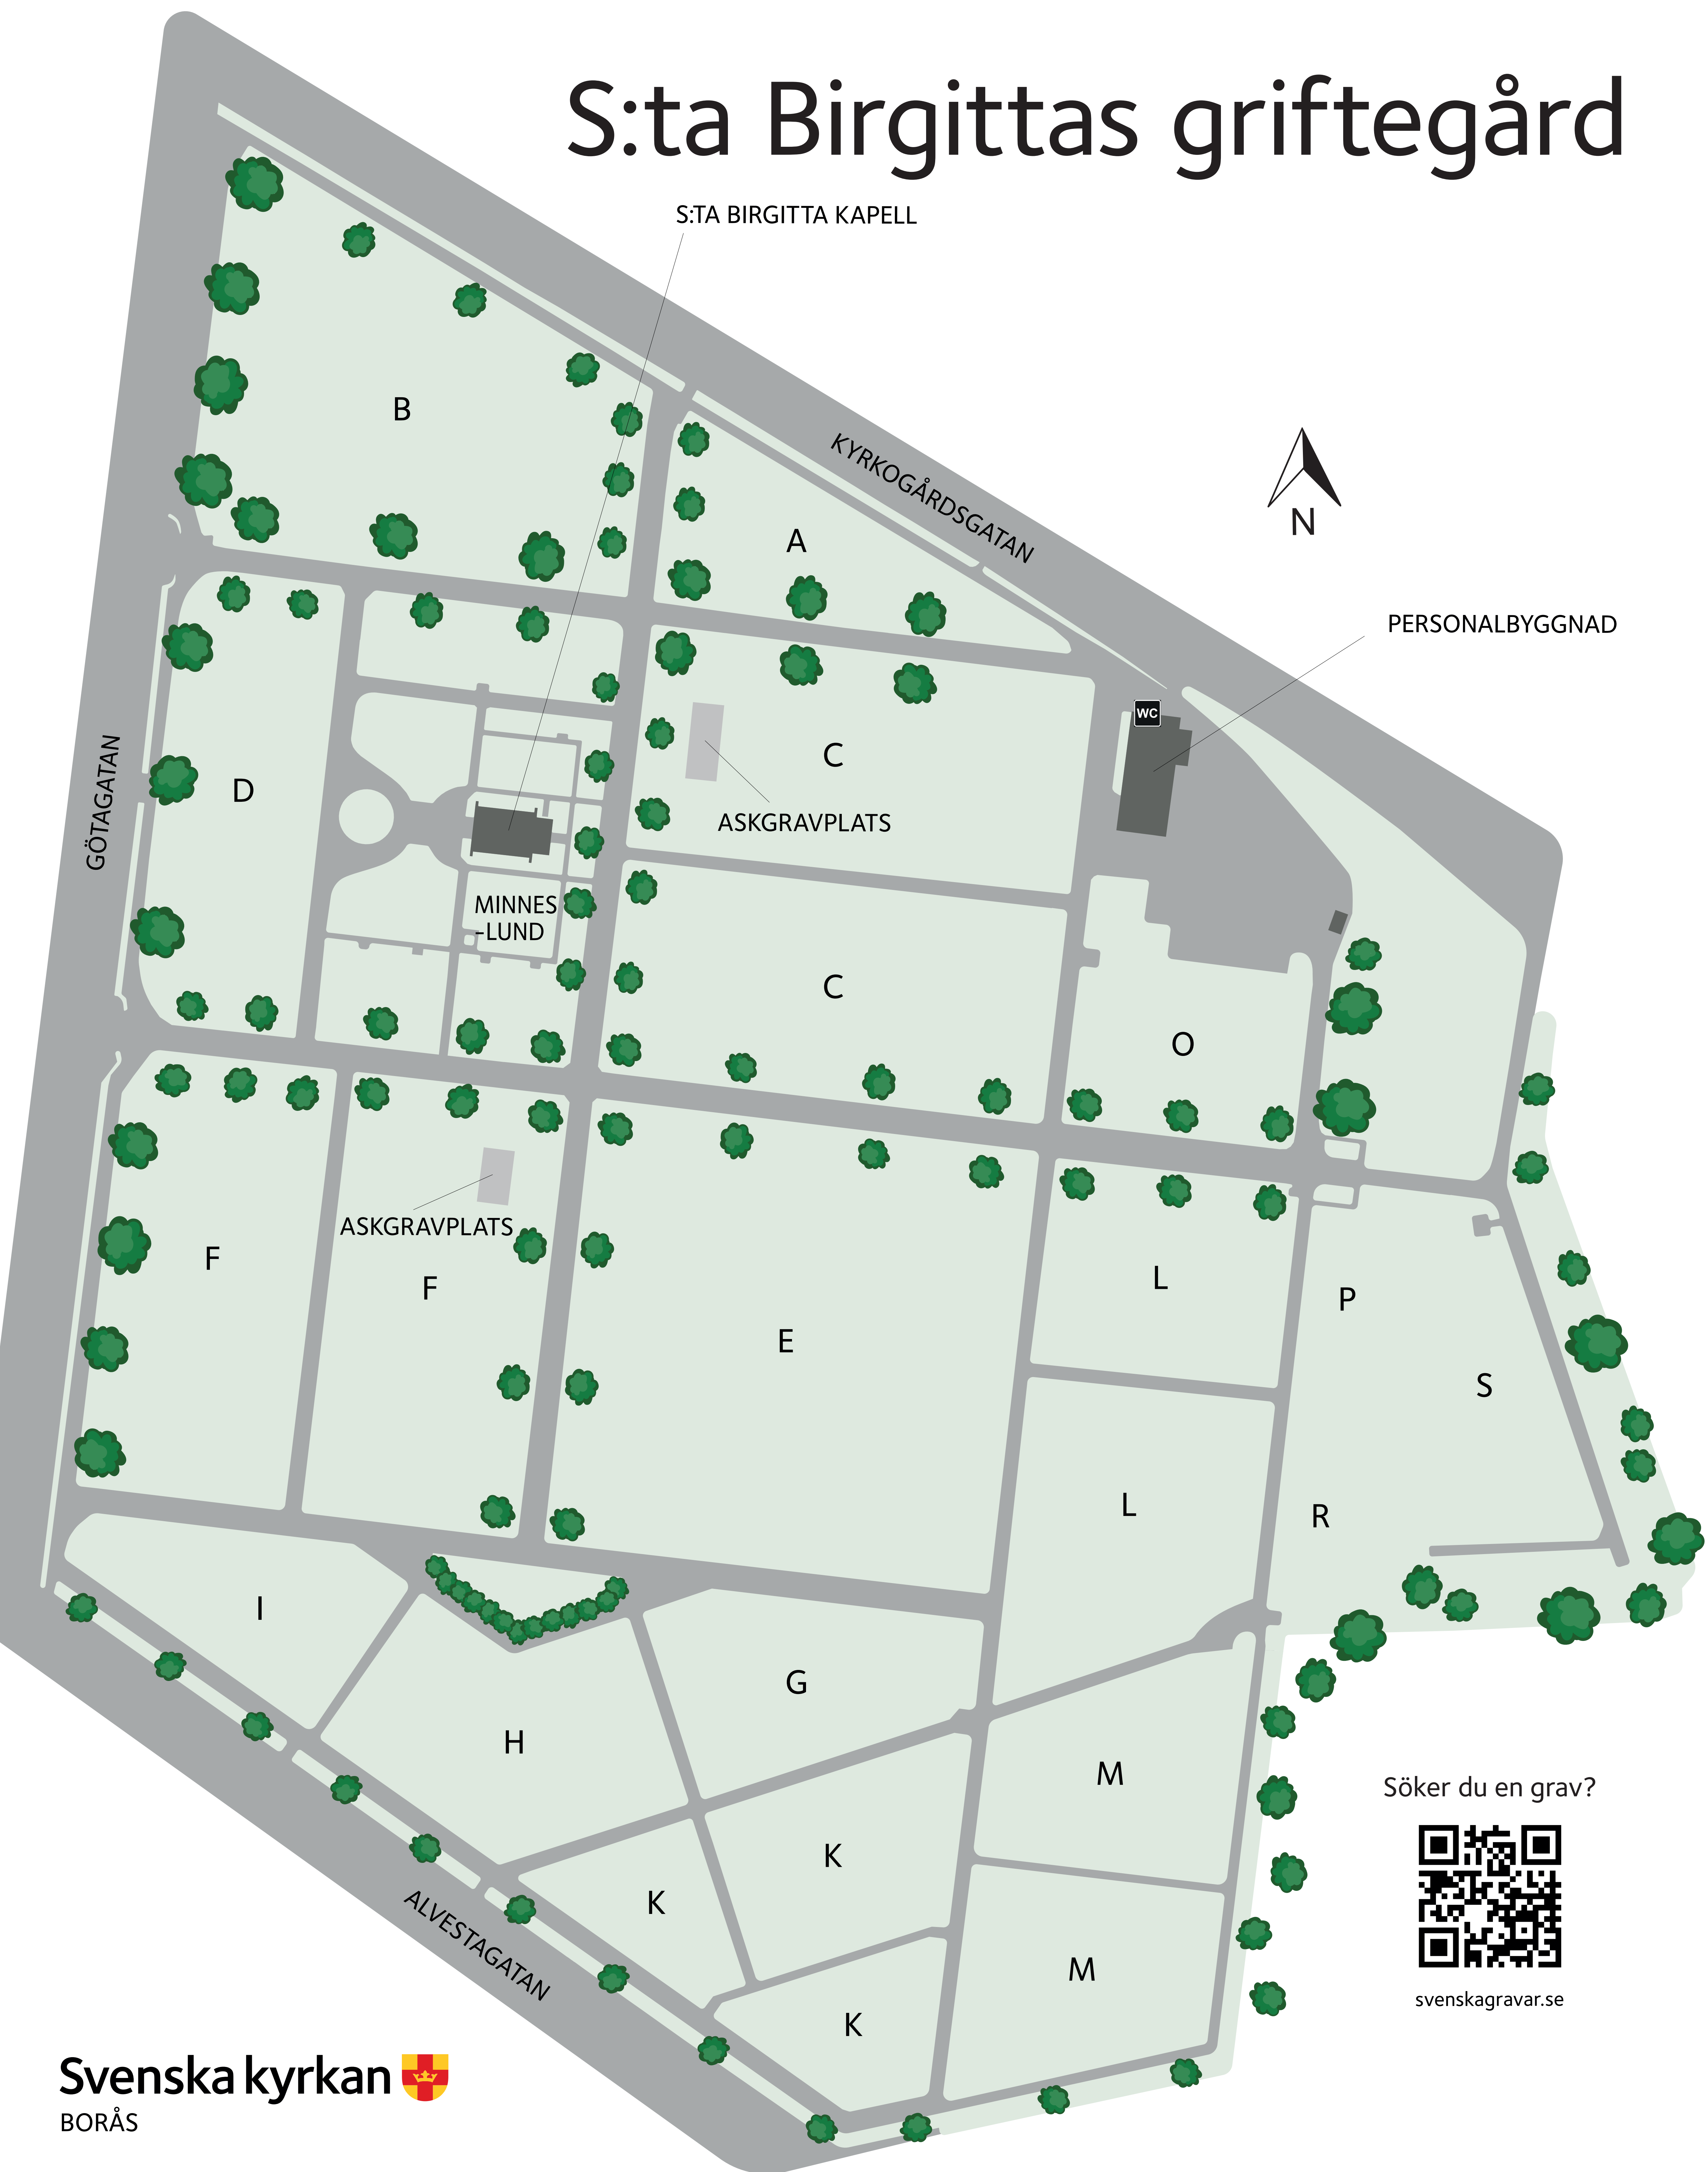 S:ta Birgittas griftegård
S:TA BIRGITTA KAPELL
B
KYRKOGÅRDSGATAN
N
A
PERSONALBYGGNAD
WC
C
GÖTAGATAN
D
ASKGRAVPLATS
MINNES
-LUND
C
O
ASKGRAVPLATS
F
F
E
L
P
S
L
R
I
G
H
M
Söker du en grav?
K
K
ALVESTAGATAN
M
svenskagravar.se
K
Svenska kyrkan
BORÅS